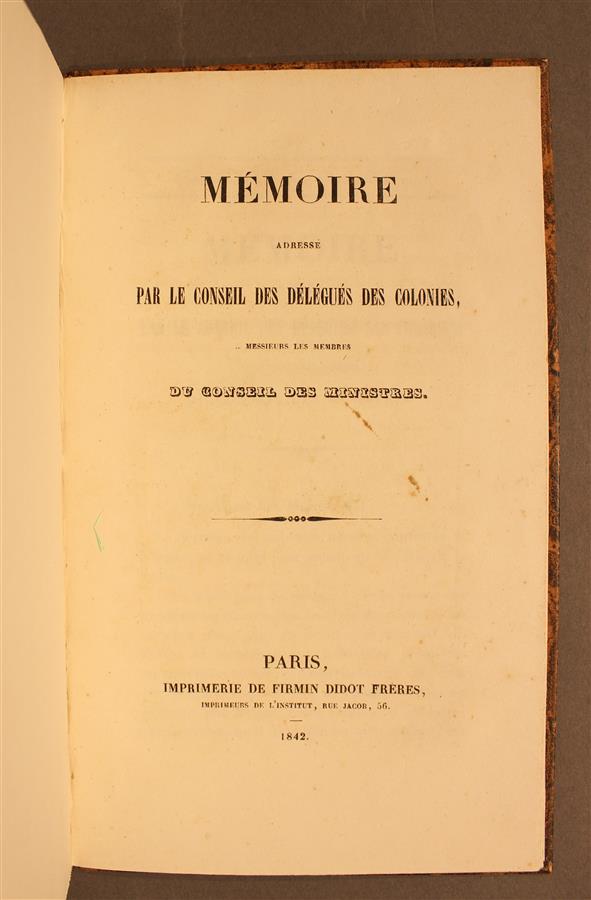 MÉMOIRE
ADRESSÉ
PAR LE CONSEIL DES DÉLÉGUÉS DES COLONIES,
MESSIEURS LES MEMBRES
DU CONSEIL DES MINISTRES.
PARIS,
IMPRIMERIE DE FIRMIN DIDOT FRÈRES,
IMPRIMEURS DE L'INSTITUT, RUE JACOB, 56.
1842.